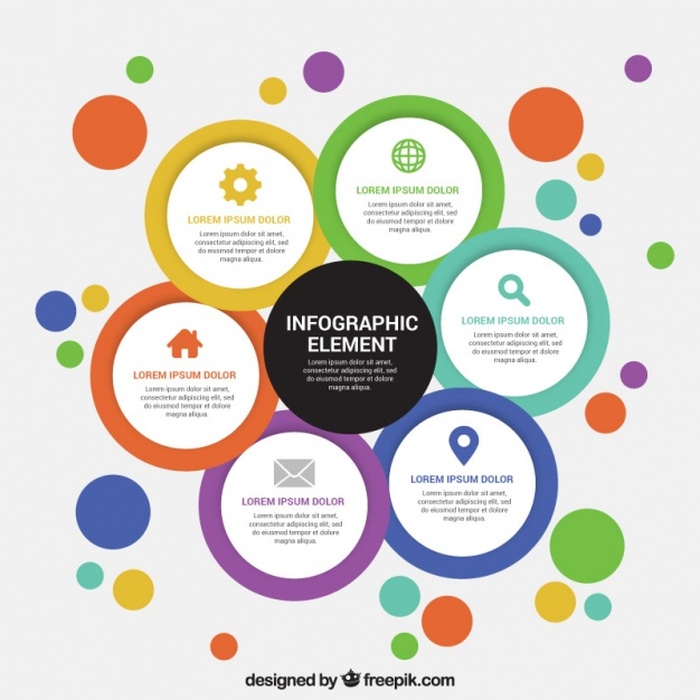 LOREM IPSUM DOLOR
Lorem ipsum dolor sit amet,
consectetur adipiscing elit, sed
do eiusmod tempor et dolore
magna aliqua.
LOREM IPSUM DOLOR
Lorem ipsum dolor sit amet,
consectetur adipiscing elit, sed
do eiusmod tempor et dolore
magna aliqua.
LOREM IPSUM DOLOR
Lorem ipsum dolor sit amet,
consectetur adipiscing elit, sed
do eiusmod tempor et dolore
magna aliqua.
INFOGRAPHIC
ELEMENT
Lorem ipsum dolor sit amet,
consectetur adipiscing elit, sed
do eiusmod tempor et dolore
magna aliqua.
LOREM IPSUM DOLOR
Lorem ipsum dolor sit amet,
consectetur adipiscing elit, sed
do eiusmod tempor et dolore
magna aliqua.
LOREM IPSUM DOLOR
Lorem ipsum dolor sit amet,
consectetur adipiscing elit, sed
do eiusmod tempor et dolore
magna aliqua.
LOREM IPSUM DOLOR
Lorem ipsum dolor sit amet,
consectetur adipiscing elit, sed
do eiusmod tempor et dolore
magna aliqua.
designed by freepik.com